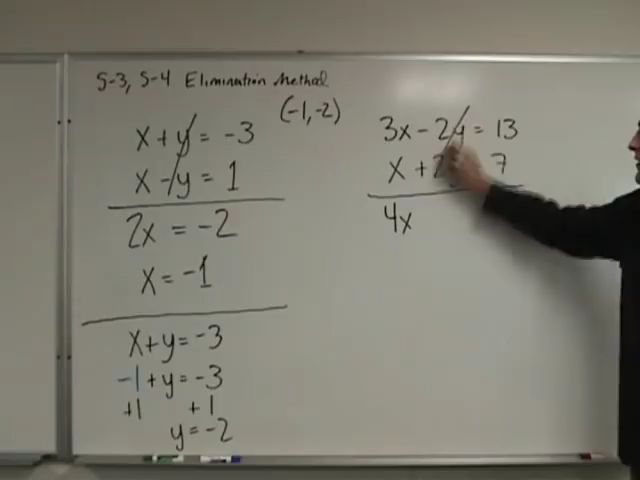 5-3, 5-4 Elimination Method
(-1,-2)
x + y = -3
x - y = 1
2x = -2
x = -1
x+y=-3
-1+y=-3
+1 +1
y=-2
3x - 2y = 13
x + 2 7
4x